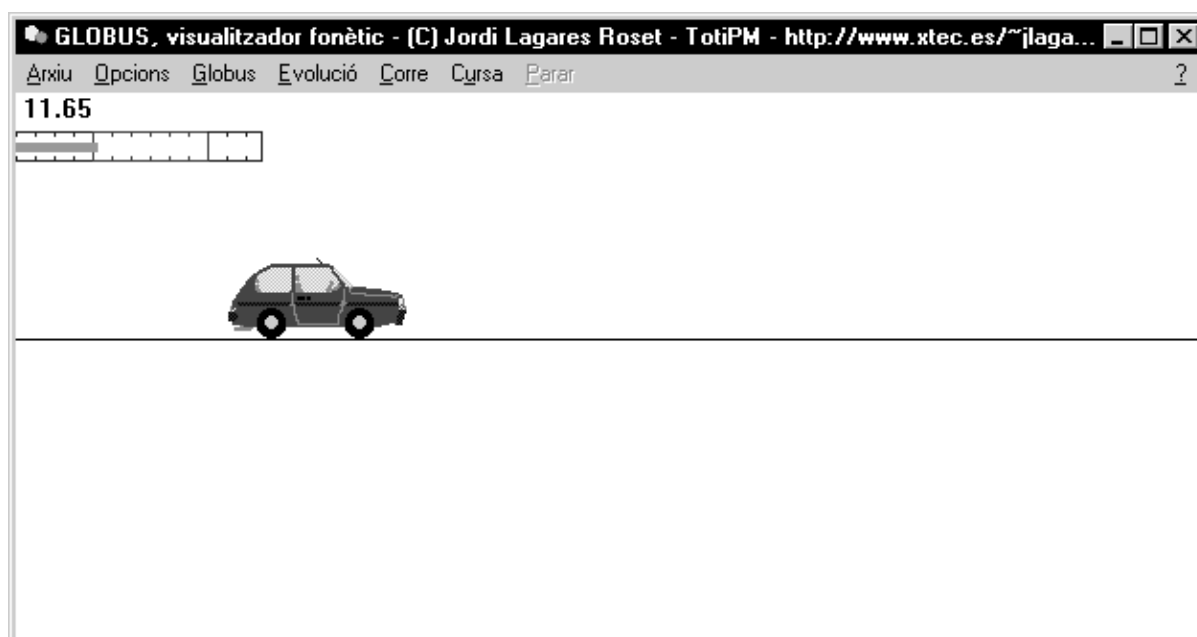 GLOBUS, visualitzador fonètic - (C) Jordi Lagares Roset - TotiPM - http://www.xtec.es/~jlaga...
Arxiu Opcions Globus Evolució Corre Cursa Parar ?
11.65